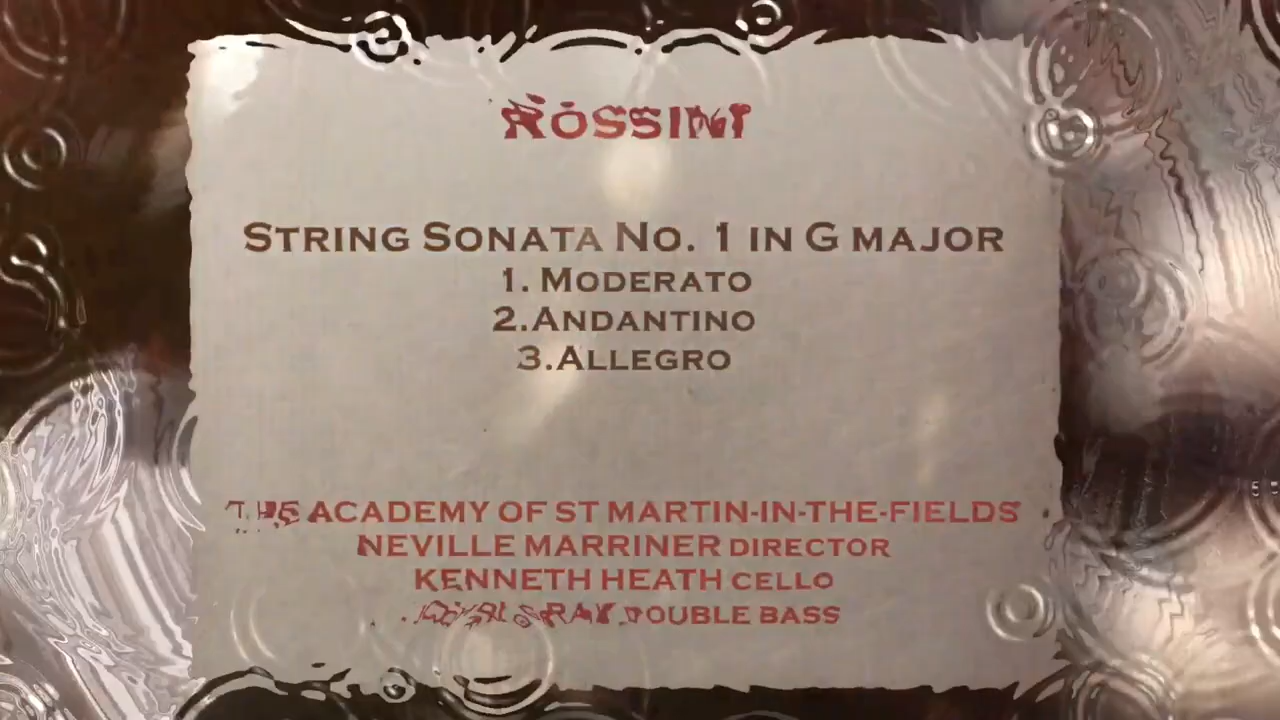 ROSSINI
STRING SONATA NO. 1 IN G MAJOR
1. MODERATO
2.ANDANTINO
3.ALLEGRO
THE ACADEMY OF ST MARTIN-IN-THE-FIELDS
NEVILLE MARRINER DIRECTOR
KENNETH HEATH CELLO
DOUBLE BASS